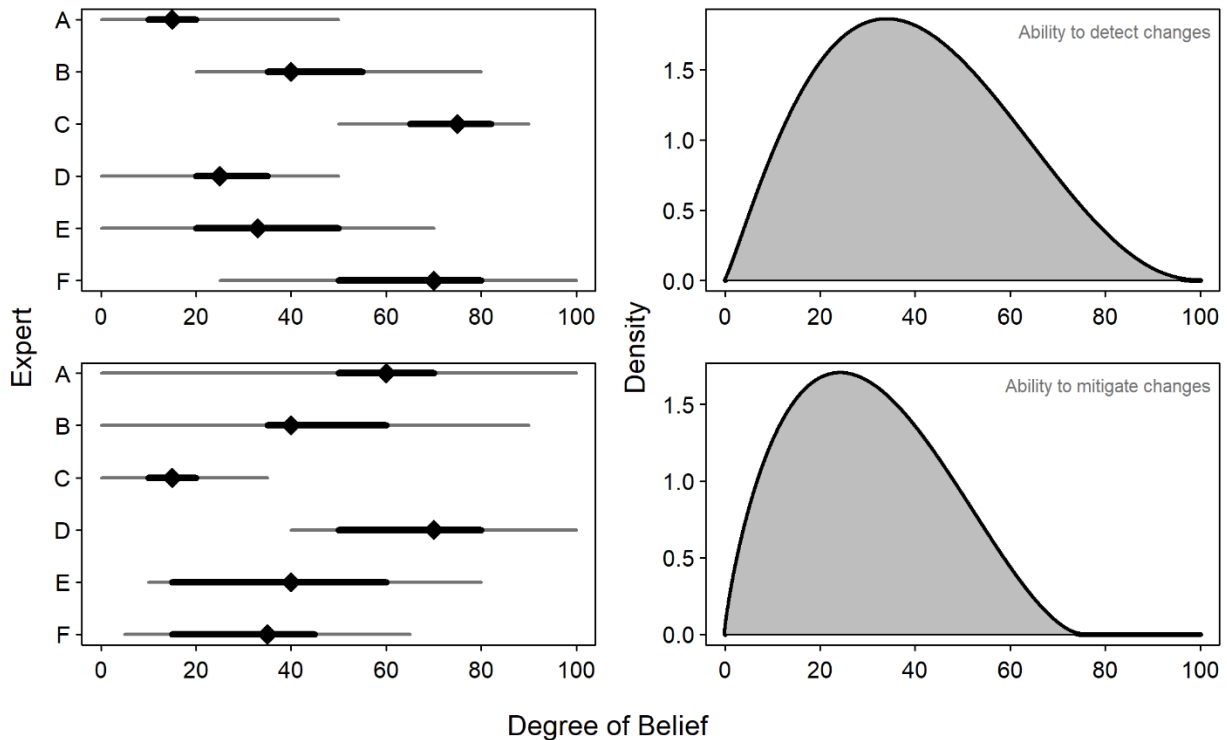 A
B
C
D
E
F
0 20 40 60 80 100
Ability to detect changes
1.5
1.0
0.5
0.0
0 20 40 60 80 100
Expert
Density
A
B
C
D
E
F
0 20 40 60 80 100
Ability to mitigate changes
1.5
1.0
0.5
0.0
0 20 40 60 80 100
Degree of Belief